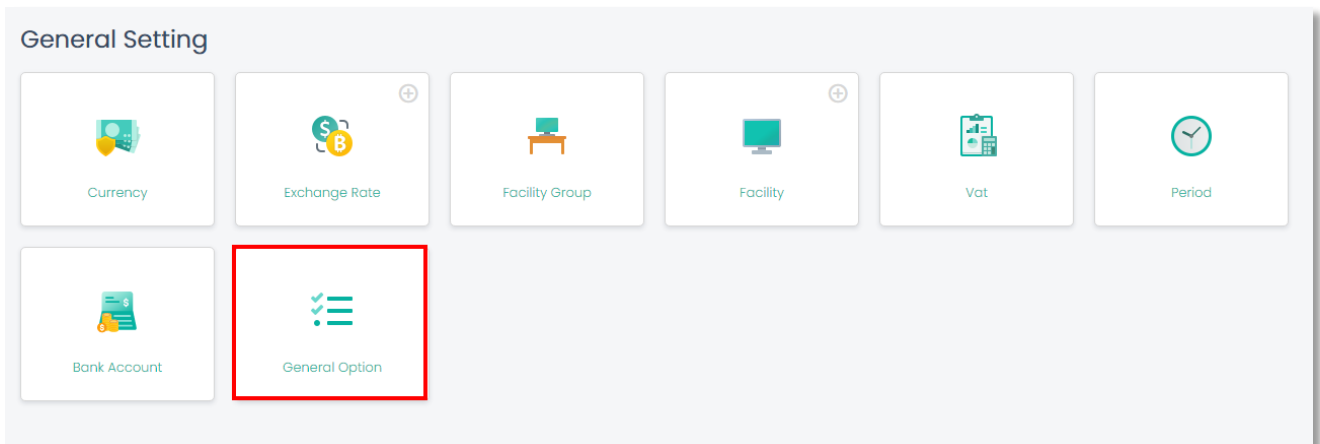 General Setting
Currency
Exchange Rate
Facility Group
Facility
Vat
Period
Bank Account
General Option